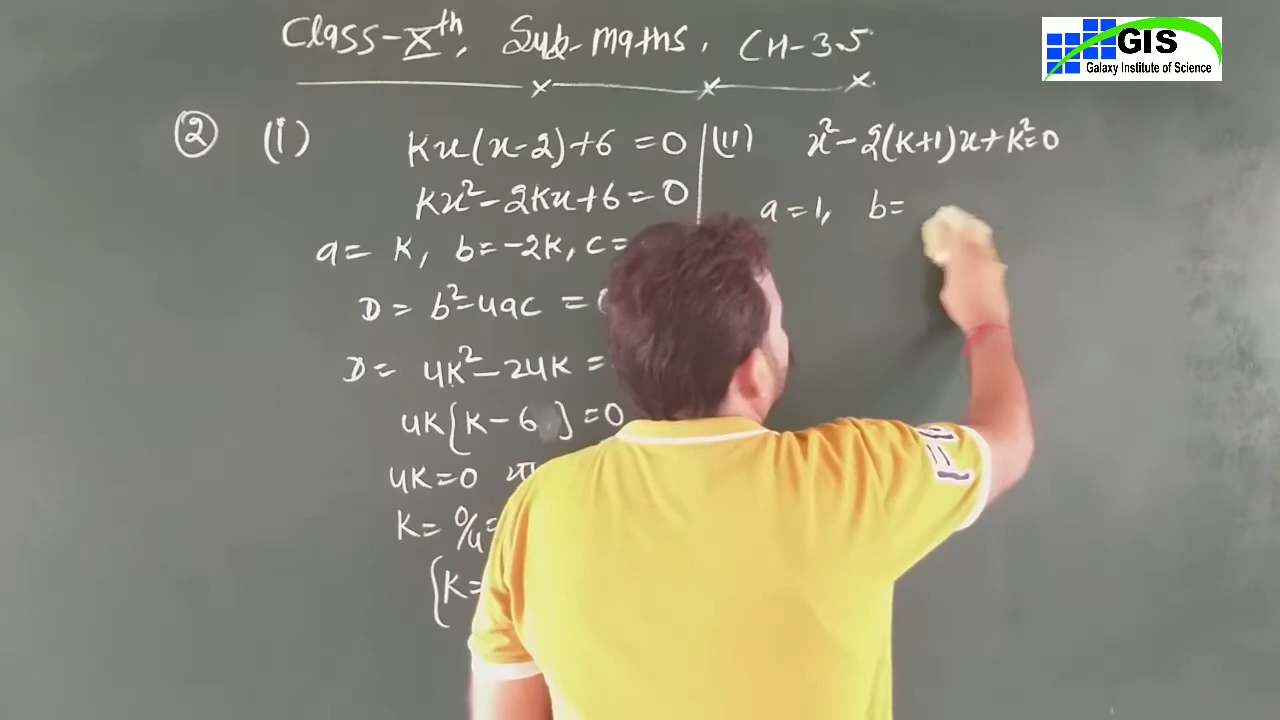 Class-Xth, Sub-Maths, CH-3.5
GIS
Galaxy Institute of Science
② (i) Kx(x-2)+6 = 0
Kx²-2Kx+6 = 0
a = K, b = -2K, c =
D = b²-4ac =
D = 4K²-24K =
4K[K-6] = 0
4K = 0
K = 0/4 =
{K =
(ii) x²-2(K+1)x+K²=0
a = 1, b =